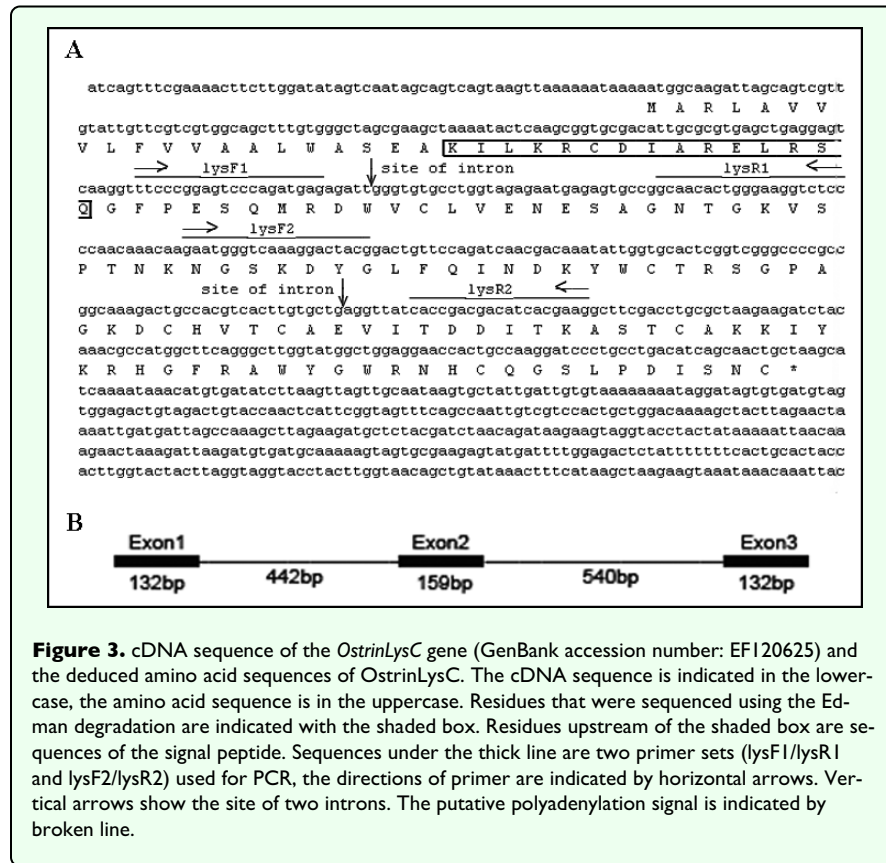 A
atcagtttcgaaaacttcttggatatagtcaatagcagtcagtaagttaaaaaataaaaatggcaagattagcagtcgtt
M A R L A V V
gtattgttcgtcgtggcagctttgtgggctagcgaagctaaaatactcaagcggtgcgacattgcgcgtgagctgaggagt
V L F V V A A L W A S E A K I L K R C D I A R E L R S
lysF1 site of intron lysR1
caaggtttcccggagtcccagatgagagattgggtgtgcctggtagagaatgagagtgccggcaacactgggaaggtctcc
Q G F P E S Q M R D W V C L V E N E S A G N T G K V S
lysF2
ccaacaaacaagaatgggtcaaaggactacggactgttccagatcaacgacaaatattggtgcactcggtcgggccccgcc
P T N K N G S K D Y G L F Q I N D K Y W C T R S G P A
site of intron lysR2
ggcaaagactgccacgtcacttgtgctgaggttatcaccgacgacatcacgaaggcttcgacctgcgctaagaagatctac
G K D C H V T C A E V I T D D I T K A S T C A K K I Y
aaacgccatggcttcagggcttggtatggctggaggaaccactgccaaggatccctgcctgacatcagcaactgctaagca
K R H G F R A W Y G W R N H C Q G S L P D I S N C *
tcaaaataaacatgtgatatcttaagttagttgcaataagtgctattgattgtgtaaaaaaaataggatagtgtgatgtag
tggagactgtagactgtaccaactcattcggtagtttcagccaattgtcgtccactgctggacaaaagctacttagaacta
aaattgatgattagccaaagcttagaagatgctctacgatctaacagataagaagtaggtacctactataaaaattaacaa
agaactaaagattaagatgtgatgcaaaaagtagtgcgaagagtatgattttggagactctatttttttcactgcactacc
acttggtactacttaggtaggtacctacttggtaacagctgtataaactttcataagctaagaagtaaataaacaaattac
B
Exon1 Exon2 Exon3
132bp 442bp 159bp 540bp 132bp
Figure 3. cDNA sequence of the OstrinLysC gene (GenBank accession number: EF120625) and
the deduced amino acid sequences of OstrinLysC. The cDNA sequence is indicated in the lower-
case, the amino acid sequence is in the uppercase. Residues that were sequenced using the Ed-
man degradation are indicated with the shaded box. Residues upstream of the shaded box are se-
quences of the signal peptide. Sequences under the thick line are two primer sets (lysF1/lysR1
and lysF2/lysR2) used for PCR, the directions of primer are indicated by horizontal arrows. Ver-
tical arrows show the site of two introns. The putative polyadenylation signal is indicated by
broken line.